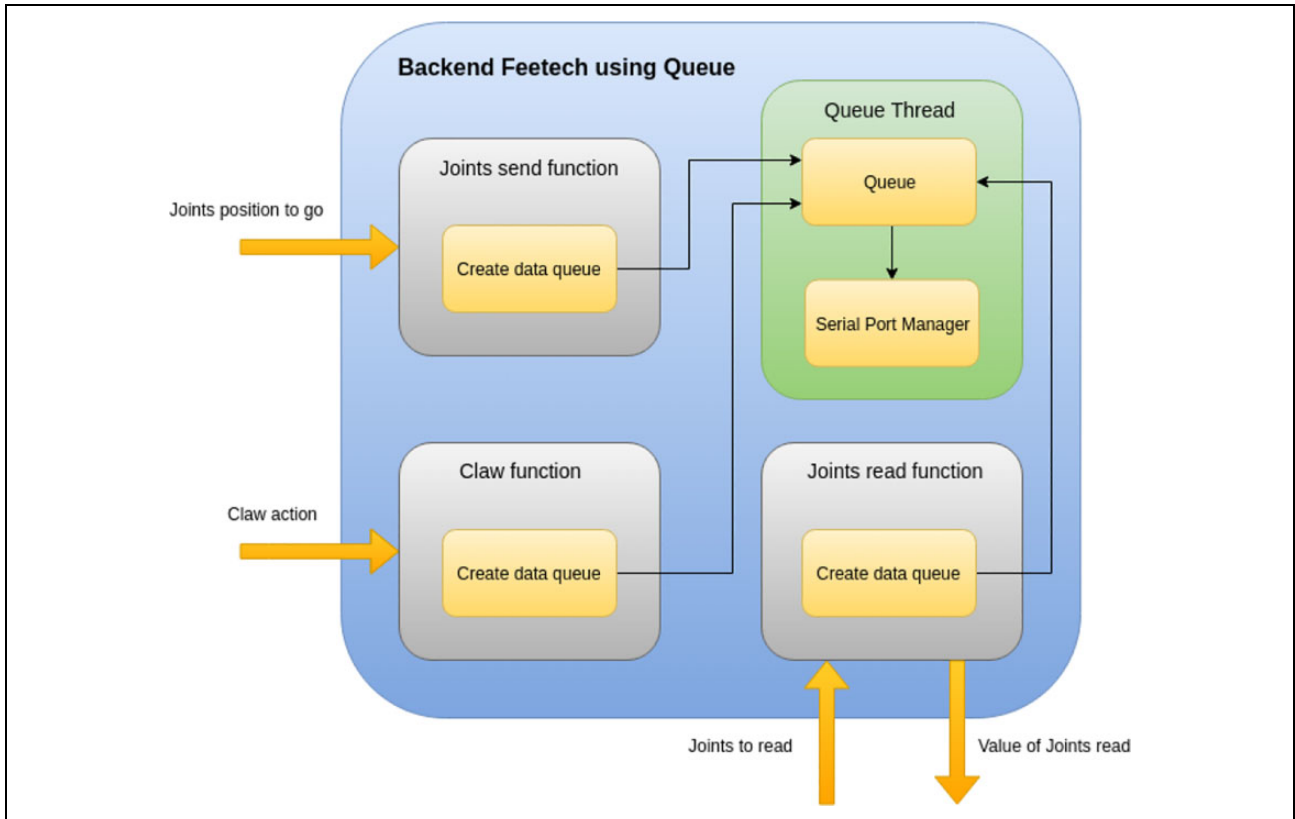 Backend Feetech using Queue
Queue Thread
Joints send function
Queue
Joints position to go
Create data queue
Serial Port Manager
Claw function
Joints read function
Claw action
Create data queue
Create data queue
Joints to read
Value of Joints read